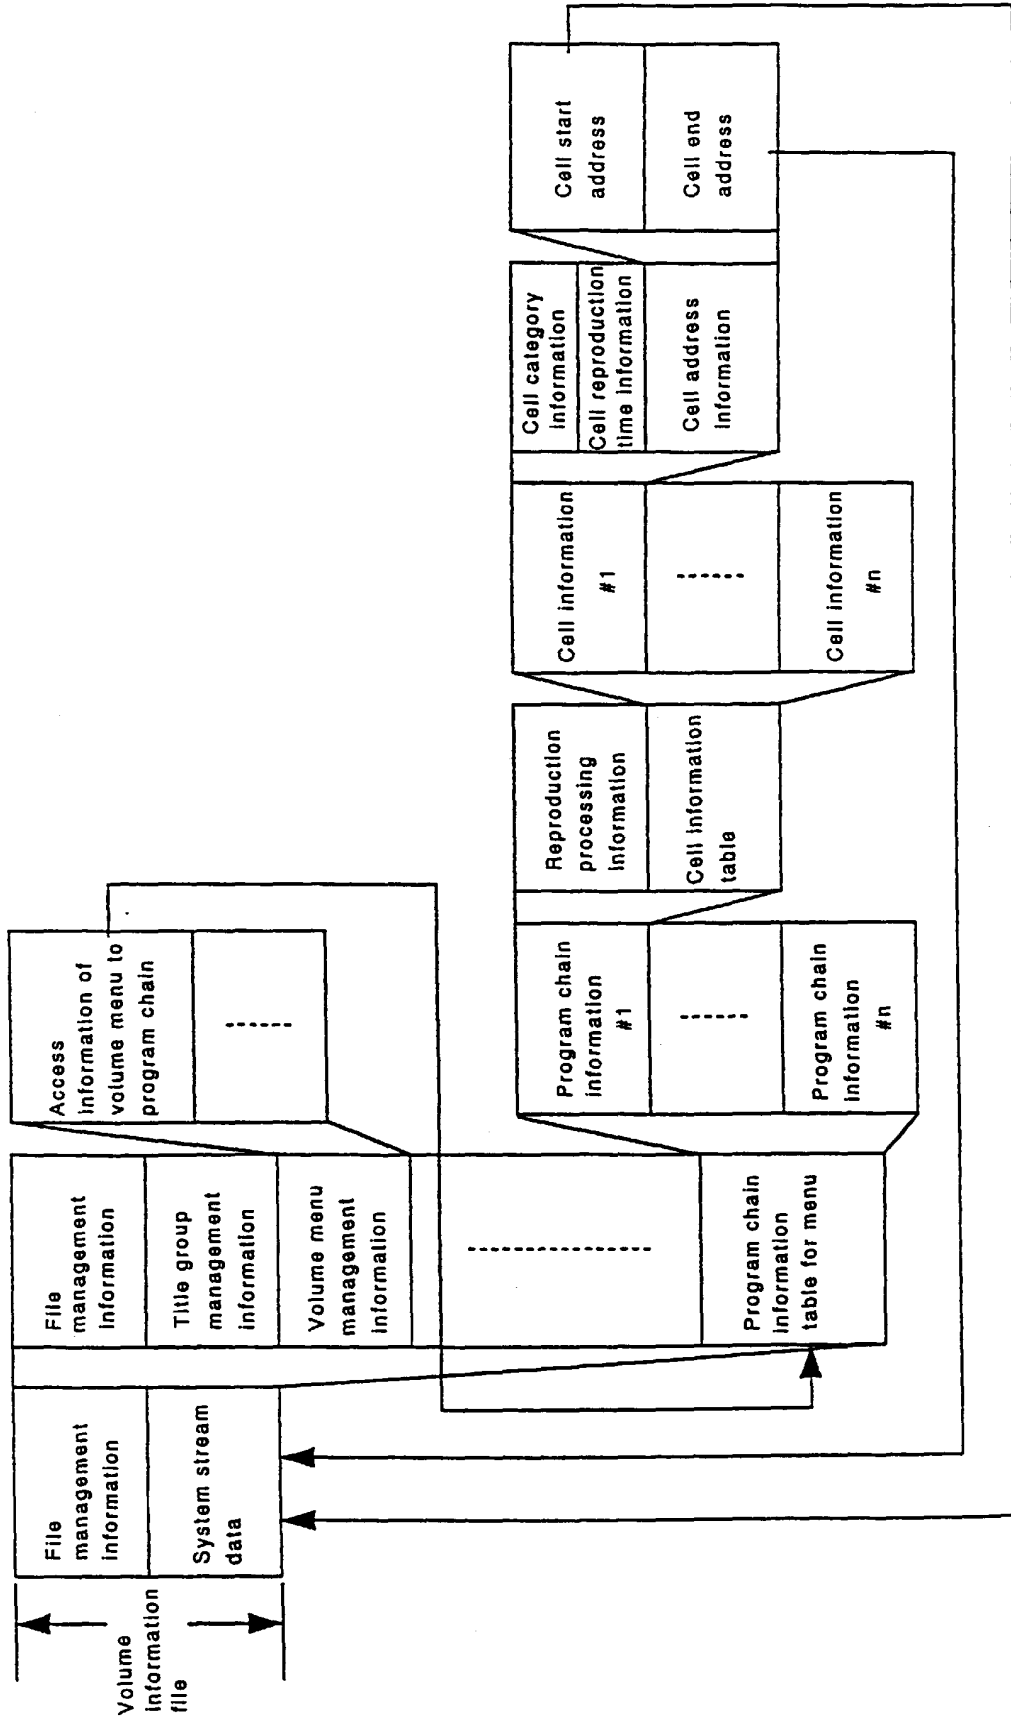 Volume
information
file
File
management
information
System stream
data
File
management
information
Title group
management
information
Volume menu
management
information
Program chain
information
table for menu
Access
information of
volume menu to
program chain
Program chain
information
#1
Program chain
information
#n
Reproduction
processing
information
Cell information
table
Cell information
#1
Cell information
#n
Cell category
information
Cell reproduction
time information
Cell address
information
Cell start
address
Cell end
address